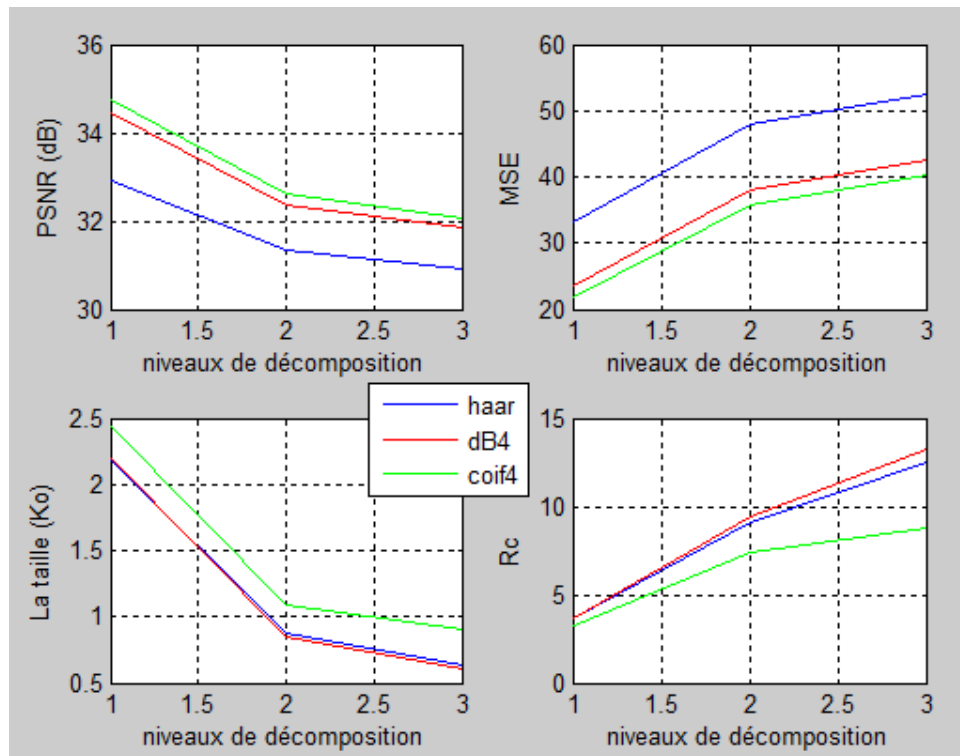 PSNR (dB)
36
34
32
30
1 1.5 2 2.5 3
niveaux de décomposition
MSE
60
50
40
30
20
1 1.5 2 2.5 3
niveaux de décomposition
haar
dB4
coif4
La taille (Ko)
2.5
2
1.5
1
0.5
1 1.5 2 2.5 3
niveaux de décomposition
Rc
15
10
5
0
1 1.5 2 2.5 3
niveaux de décomposition